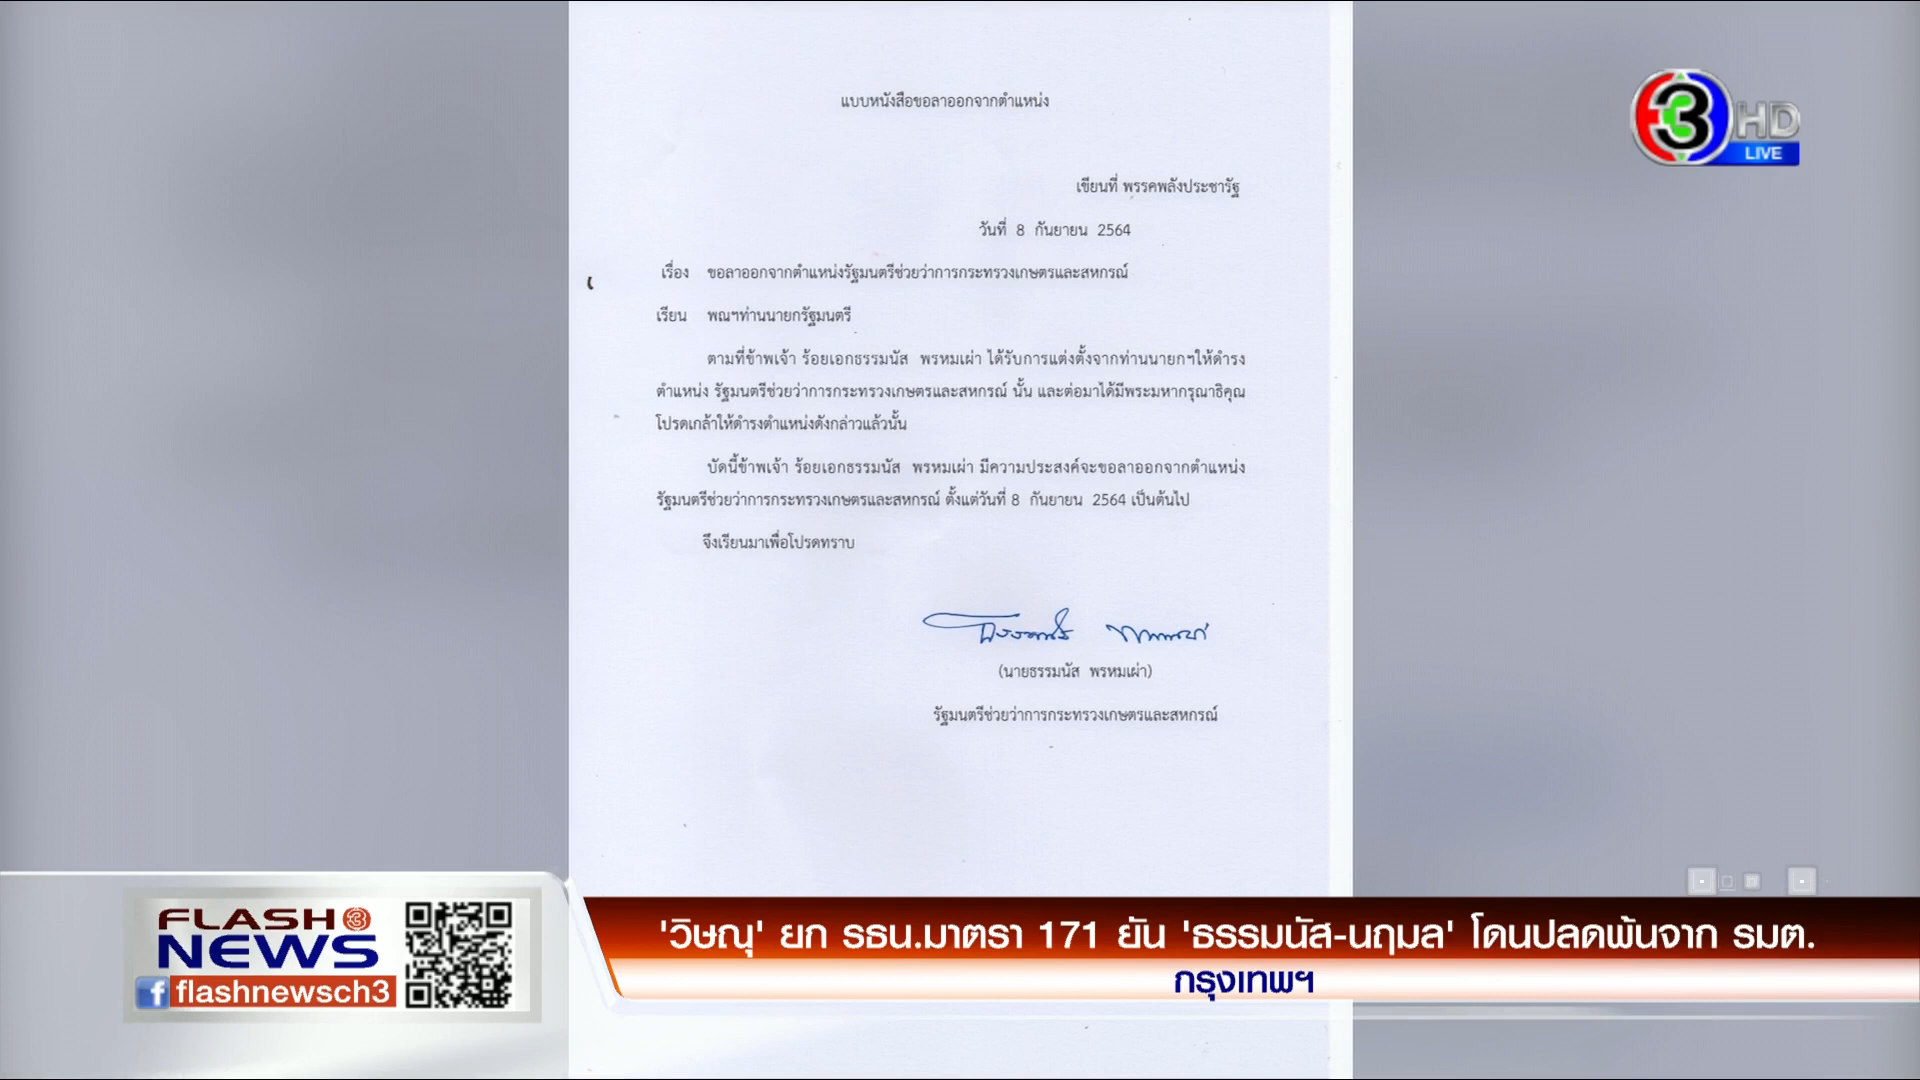 แบบหนังสือขอลาออกจากตำแหน่ง
3 HD
LIVE
เขียนที่ พรรคพลังประชารัฐ
วันที่ 8 กันยายน 2564
เรื่อง ขอลาออกจากตำแหน่งรัฐมนตรีช่วยว่าการกระทรวงเกษตรและสหกรณ์
เรียน พณฯท่านนายกรัฐมนตรี
ตามที่ข้าพเจ้า ร้อยเอกธรรมนัส พรหมเผ่า ได้รับการแต่งตั้งจากท่านนายกฯให้ดำรง
ตำแหน่ง รัฐมนตรีช่วยว่าการกระทรวงเกษตรและสหกรณ์ นั้น และต่อมาได้มีพระมหากรุณาธิคุณ
โปรดเกล้าให้ดำรงตำแหน่งดังกล่าวแล้วนั้น
บัดนี้ข้าพเจ้า ร้อยเอกธรรมนัส พรหมเผ่า มีความประสงค์จะขอลาออกจากตำแหน่ง
รัฐมนตรีช่วยว่าการกระทรวงเกษตรและสหกรณ์ ตั้งแต่วันที่ 8 กันยายน 2564 เป็นต้นไป
จึงเรียนมาเพื่อโปรดทราบ
(นายธรรมนัส พรหมเผ่า)
รัฐมนตรีช่วยว่าการกระทรวงเกษตรและสหกรณ์
FLASH 3
NEWS
f flashnewsch3
'วิษณุ' ยก รธน.มาตรา 171 ยัน 'ธรรมนัส-นฤมล' โดนปลดพ้นจาก รมต.
กรุงเทพฯ